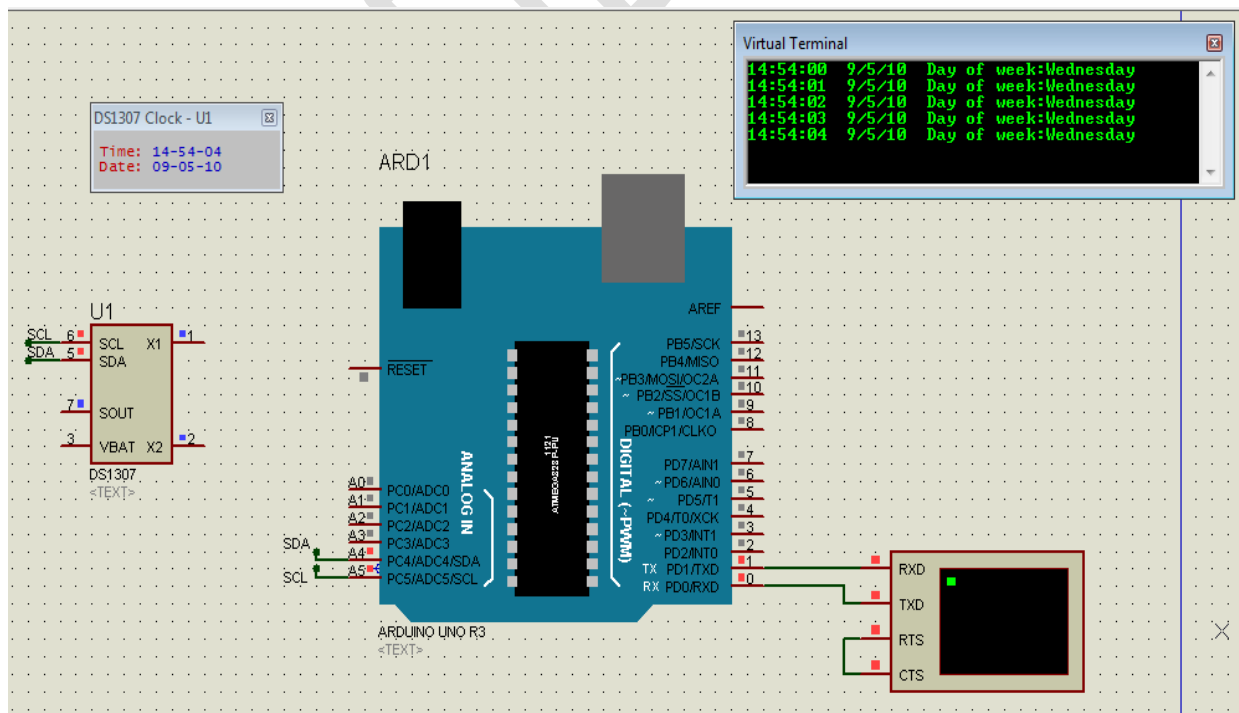 Virtual Terminal
14:54:00 9/5/10 Day of week:Wednesday
14:54:01 9/5/10 Day of week:Wednesday
14:54:02 9/5/10 Day of week:Wednesday
14:54:03 9/5/10 Day of week:Wednesday
14:54:04 9/5/10 Day of week:Wednesday
DS1307 Clock - U1
Time: 14-54-04
Date: 09-05-10
ARD1
U1
SCL 6 SCL X1 1
SDA 5 SDA
7 SOUT
3 VBAT X2 2
DS1307
<TEXT>
RESET
AREF
PB5/SCK 13
PB4/MISO 12
~PB3/MOSI/OC2A 11
~ PB2/SS/OC1B 10
~ PB1/OC1A 9
PB0/ICP1/CLKO 8
PD7/AIN1 7
~ PD6/AIN0 6
~ PD5/T1 5
PD4/T0/XCK 4
~ PD3/INT1 3
PD2/INT0 2
TX PD1/TXD 1
RX PD0/RXD 0
DIGITAL (~PWM)
ANALOG IN
1121
ATMEGA328P-PU
A0 PC0/ADC0
A1 PC1/ADC1
A2 PC2/ADC2
A3 PC3/ADC3
SDA A4 PC4/ADC4/SDA
SCL A5 PC5/ADC5/SCL
ARDUINO UNO R3
<TEXT>
RXD
TXD
RTS
CTS